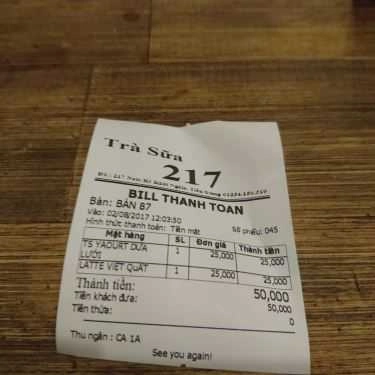 Trà Sữa
217
BILL THANH TOAN
Bàn: BÀN B7
Vào: 02/08/2017 12:03:50 Số phiếu: 045
Hình thức thanh toán: Tiền mặt
Mặt hàng SL Đơn giá Thành tiền
TS YAOURT DƯA LƯỚI 1 25,000 25,000
LATTE VIỆT QUẤT 1 25,000 25,000
Thành tiền: 50,000
Tiền khách đưa: 50,000
Tiền thừa: 0
Thu ngân : CA 1A
See you again!